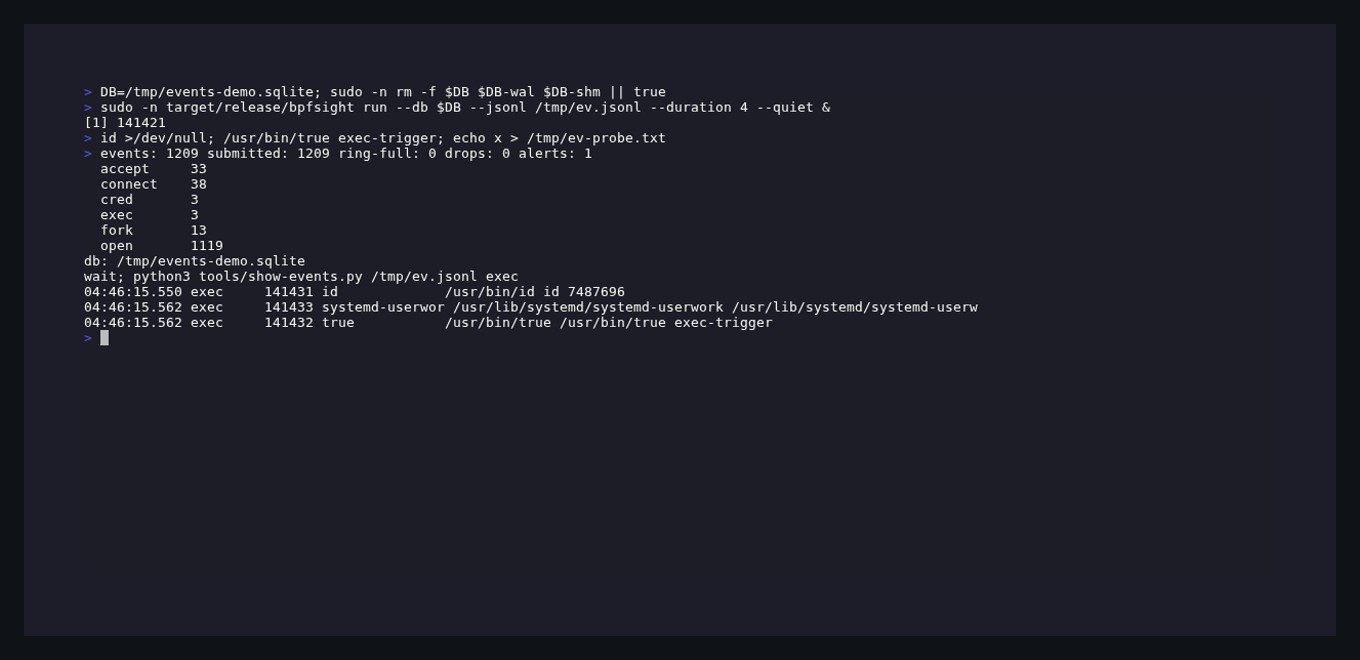 > DB=/tmp/events-demo.sqlite; sudo -n rm -f $DB $DB-wal $DB-shm || true
> sudo -n target/release/bpfsight run --db $DB --jsonl /tmp/ev.jsonl --duration 4 --quiet &
[1] 141421
> id >/dev/null; /usr/bin/true exec-trigger; echo x > /tmp/ev-probe.txt
> events: 1209 submitted: 1209 ring-full: 0 drops: 0 alerts: 1
  accept     33
  connect    38
  cred       3
  exec       3
  fork       13
  open       1119
db: /tmp/events-demo.sqlite
wait; python3 tools/show-events.py /tmp/ev.jsonl exec
04:46:15.550 exec     141431 id             /usr/bin/id id 7487696
04:46:15.562 exec     141433 systemd-userwor /usr/lib/systemd/systemd-userwork /usr/lib/systemd/systemd-userw
04:46:15.562 exec     141432 true           /usr/bin/true /usr/bin/true exec-trigger
>